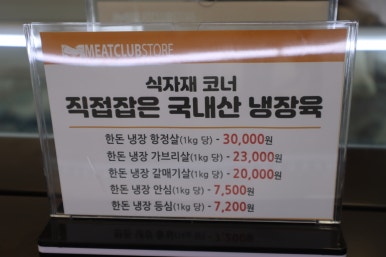 MEATCLUBSTORE
식자재 코너
직접잡은 국내산 냉장육
한돈 냉장 항정살(1kg 당) - 30,000원
한돈 냉장 가브리살(1kg 당) - 23,000원
한돈 냉장 갈매기살(1kg 당) - 20,000원
한돈 냉장 안심(1kg 당) - 7,500원
한돈 냉장 등심(1kg 당) - 7,200원